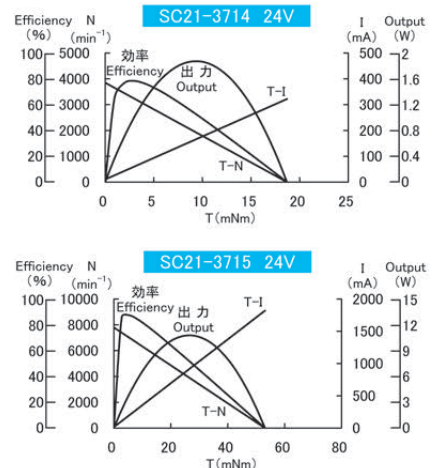 SC21-3714 24V
Efficiency N I Output
(%) (min⁻¹) (mA) (W)
100 5000 500 2
80 4000 400 1.6
60 3000 300 1.2
40 2000 200 0.8
20 1000 100 0.4
0 0 0 0
効率
Efficiency
出力
Output
T-I
T-N
0 5 10 15 20 25
T(mNm)
SC21-3715 24V
Efficiency N I Output
(%) (min⁻¹) (mA) (W)
100 10000 2000 15
80 8000 1500 12
60 6000 9
40 4000 1000 6
20 2000 500 3
0 0 0 0
効率
Efficiency
出力
Output
T-I
T-N
0 20 40 60 80
T(mNm)